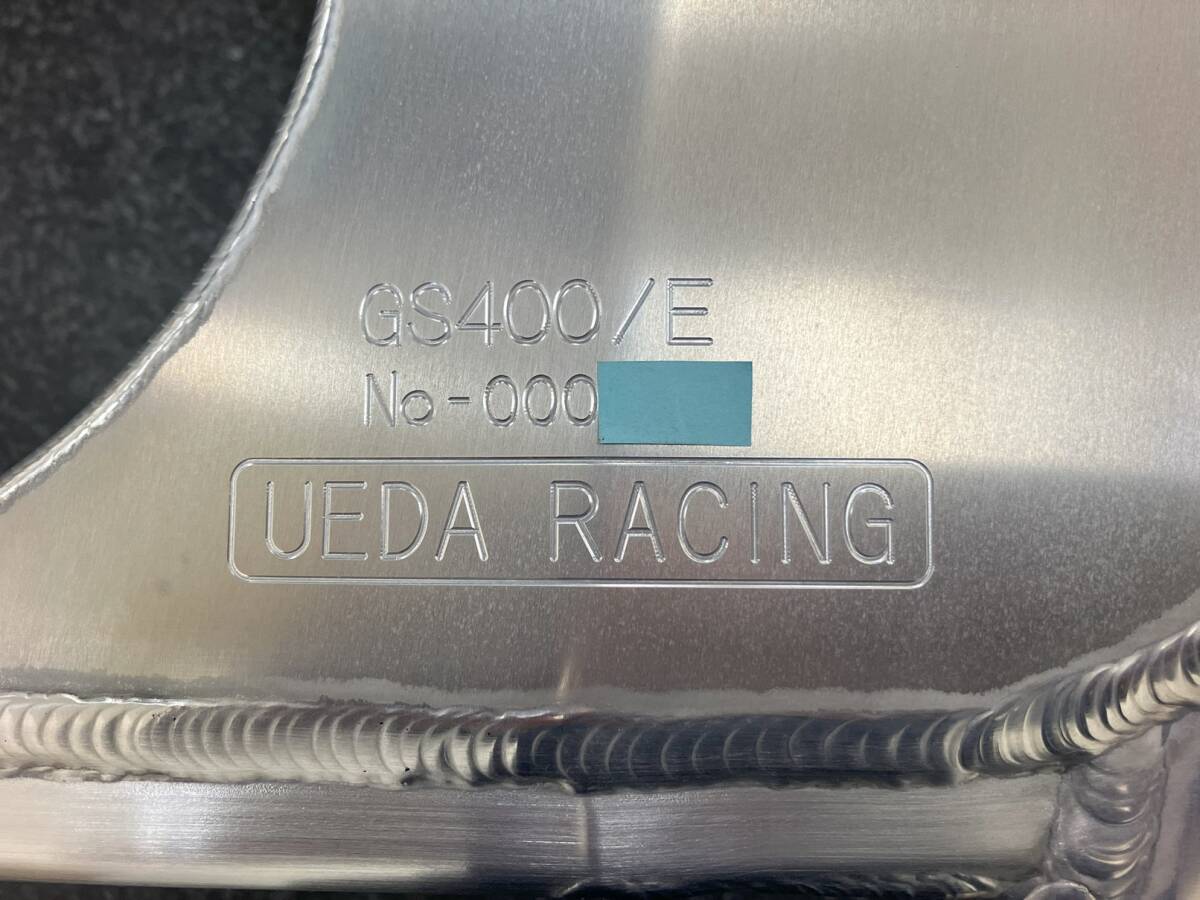 GS400/E
No-000
UEDA RACING